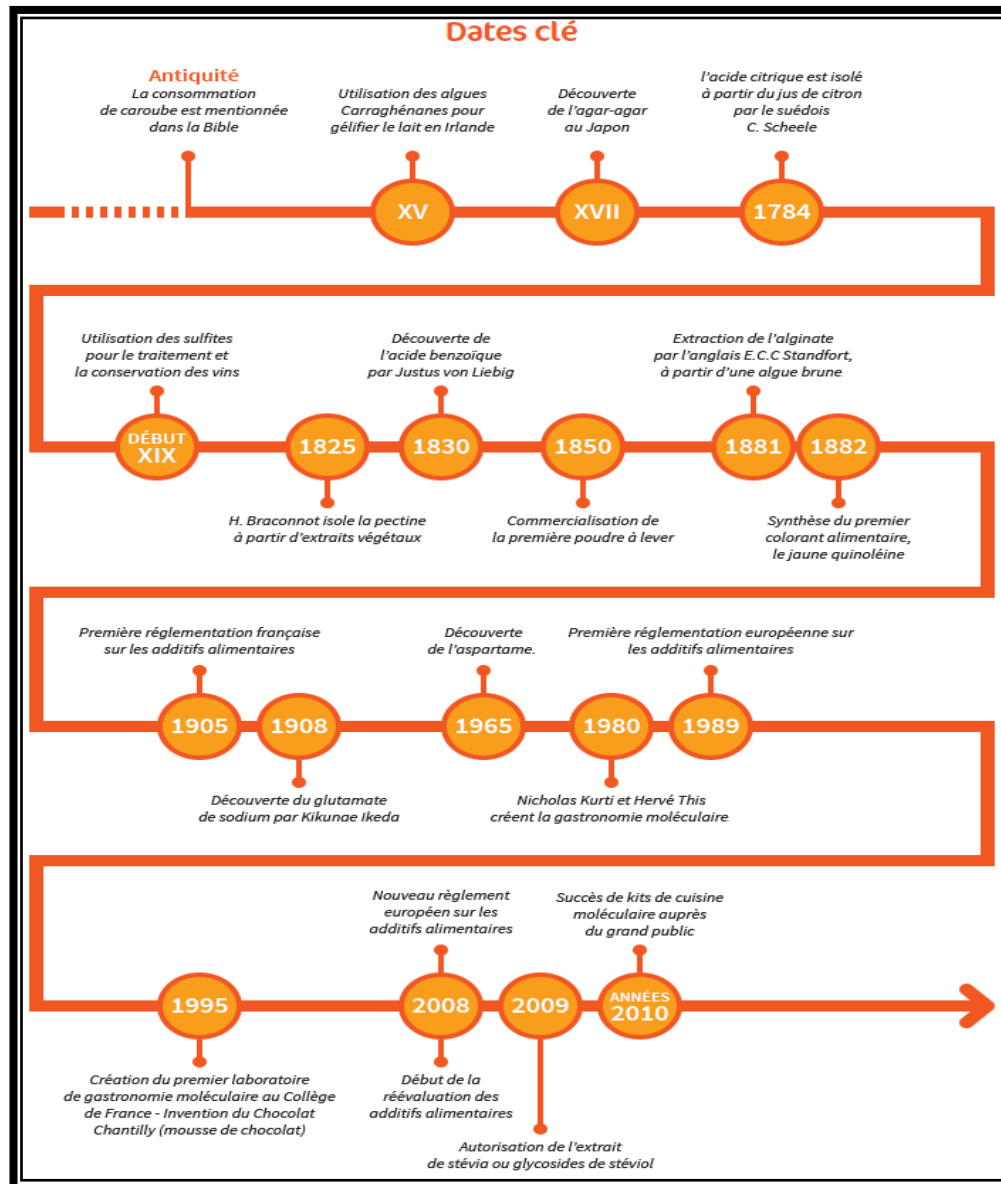 Dates clé
Antiquité
La consommation
de caroube est mentionnée
dans la Bible
Utilisation des algues
Carraghénanes pour
gélifier le lait en Irlande
XV
Découverte
de l'agar-agar
au Japon
XVII
l'acide citrique est isolé
à partir du jus de citron
par le suédois
C. Scheele
1784
Utilisation des sulfites
pour le traitement et
la conservation des vins
DÉBUT
XIX
1825
H. Braconnot isole la pectine
à partir d'extraits végétaux
Découverte de
l'acide benzoïque
par Justus von Liebig
1830
1850
Commercialisation de
la première poudre à lever
Extraction de l'alginate
par l'anglais E.C.C Standfort,
à partir d'une algue brune
1881
1882
Synthèse du premier
colorant alimentaire,
le jaune quinoléine
Première réglementation française
sur les additifs alimentaires
1905
1908
Découverte du glutamate
de sodium par Kikunae Ikeda
Découverte
de l'aspartame.
1965
1980
Nicholas Kurti et Hervé This
créent la gastronomie moléculaire
Première réglementation européenne sur
les additifs alimentaires
1989
1995
Création du premier laboratoire
de gastronomie moléculaire au Collège
de France - Invention du Chocolat
Chantilly (mousse de chocolat)
Nouveau règlement
européen sur les
additifs alimentaires
2008
Début de la
réévaluation des
additifs alimentaires
2009
Autorisation de l'extrait
de stévia ou glycosides de stéviol
Succès de kits de cuisine
moléculaire auprès
du grand public
ANNÉES
2010